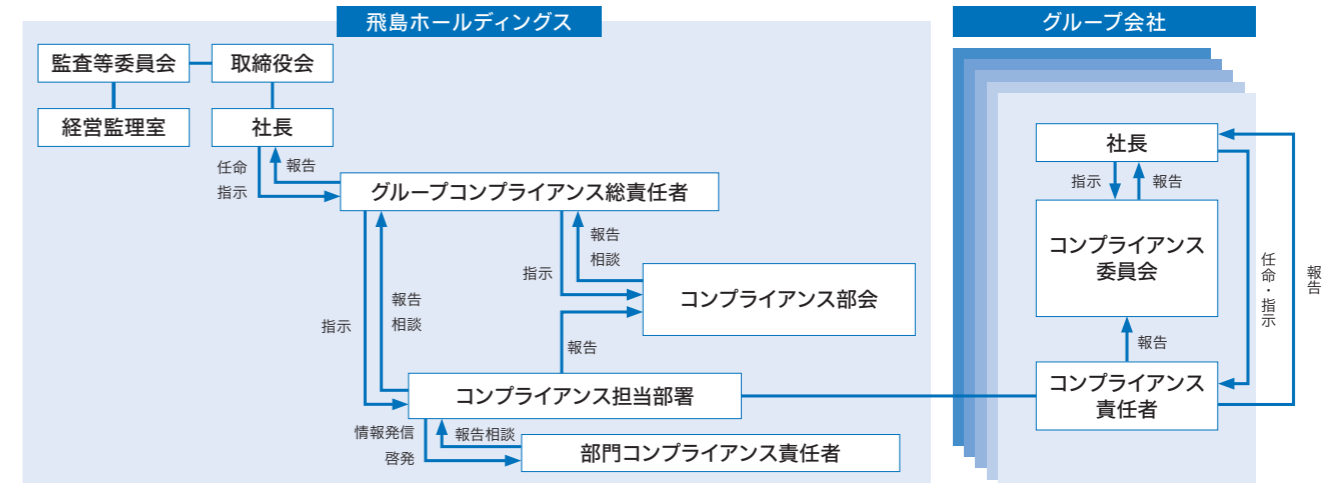 飛島ホールディングス
グループ会社
監査等委員会
取締役会
経営監理室
社長
任命
指示
報告
グループコンプライアンス総責任者
報告
相談
指示
コンプライアンス部会
報告
相談
指示
報告
コンプライアンス担当部署
情報発信
啓発
報告相談
部門コンプライアンス責任者
社長
指示
報告
コンプライアンス
委員会
任命・指示
報告
報告
コンプライアンス
責任者